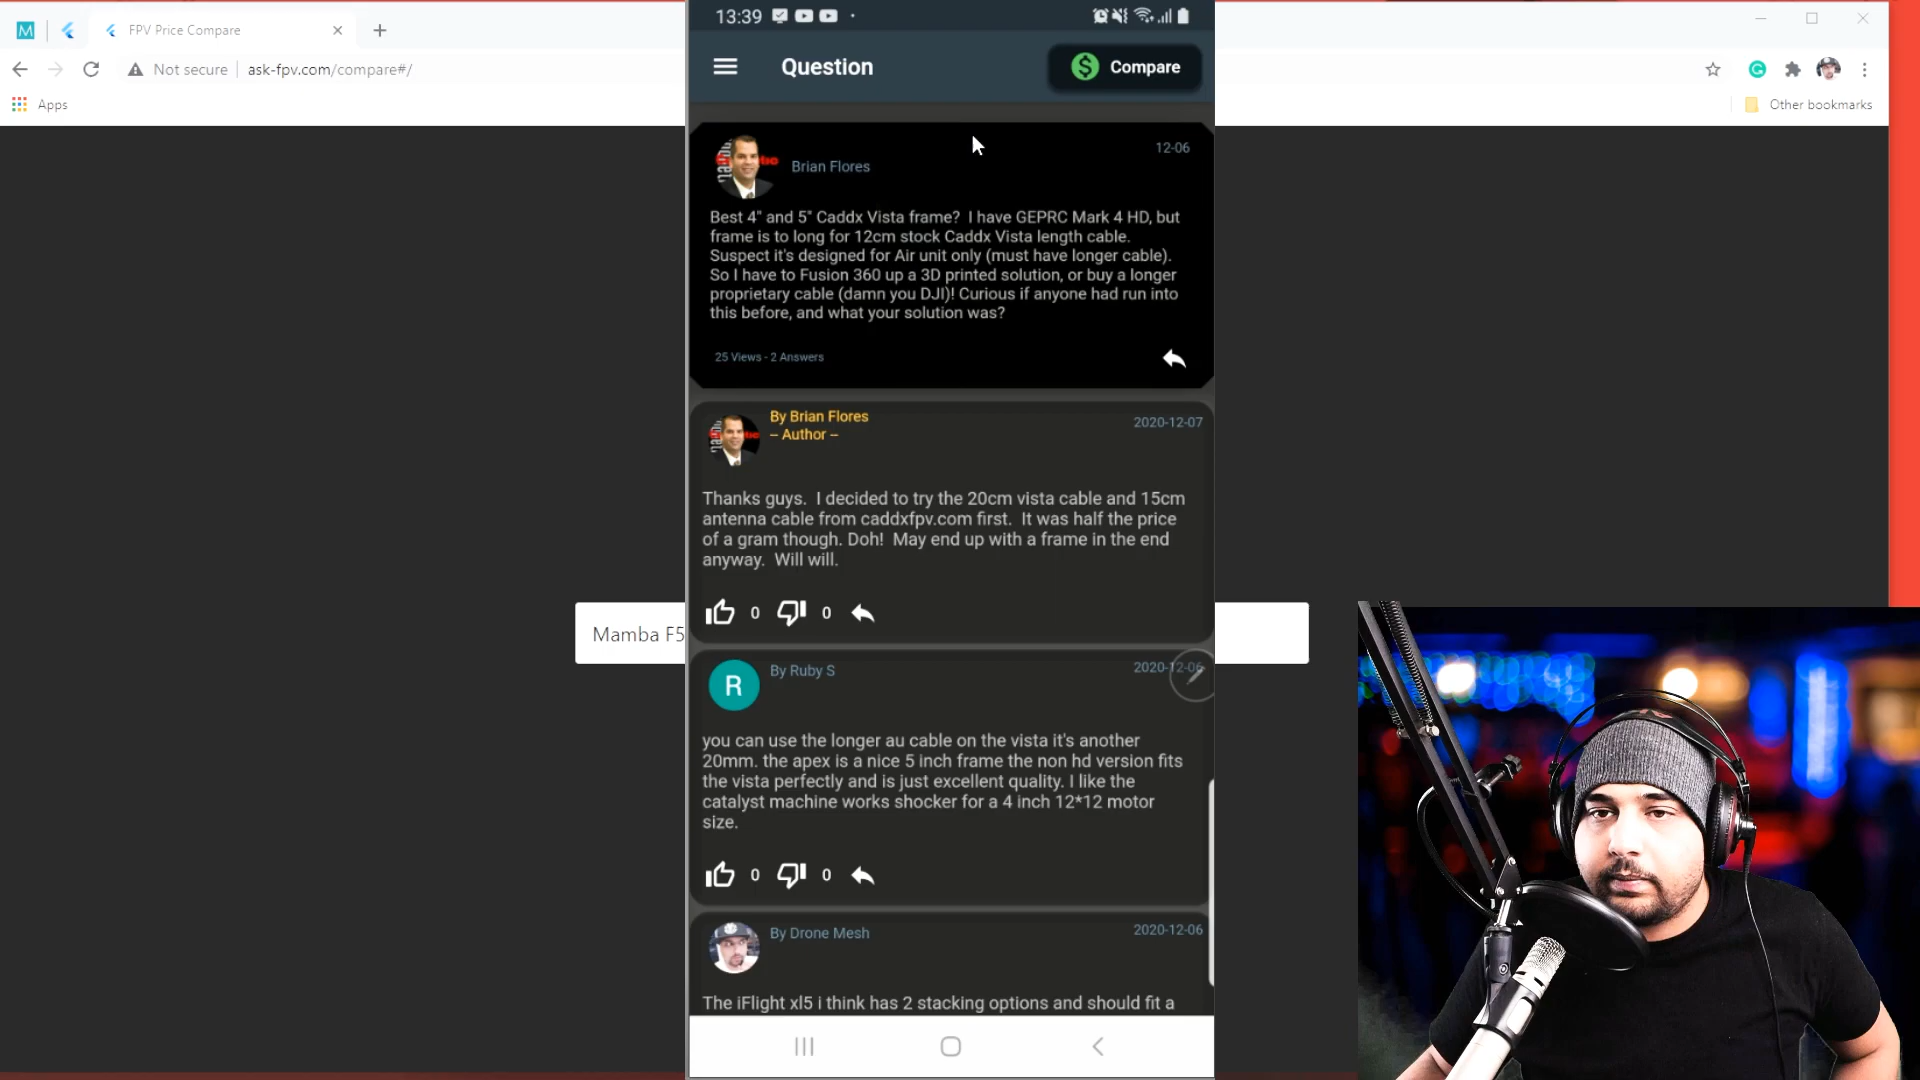 M
FPV Price Compare
Not secure
ask-fpv.com/compare#/
Apps
Other bookmarks
13:39
Question
$ Compare
Brian Flores
12-06
Best 4" and 5" Caddx Vista frame?  I have GEPRC Mark 4 HD, but
frame is to long for 12cm stock Caddx Vista length cable.
Suspect it's designed for Air unit only (must have longer cable).
So I have to Fusion 360 up a 3D printed solution, or buy a longer
proprietary cable (damn you DJI)! Curious if anyone had run into
this before, and what your solution was?
25 Views - 2 Answers
By Brian Flores
-- Author --
2020-12-07
Thanks guys.  I decided to try the 20cm vista cable and 15cm
antenna cable from caddxfpv.com first.  It was half the price
of a gram though. Doh!  May end up with a frame in the end
anyway.  Will will.
0
0
Mamba F5
R
By Ruby S
2020-12-06
you can use the longer au cable on the vista it's another
20mm. the apex is a nice 5 inch frame the non hd version fits
the vista perfectly and is just excellent quality. I like the
catalyst machine works shocker for a 4 inch 12*12 motor
size.
0
0
By Drone Mesh
2020-12-06
The iFlight xl5 i think has 2 stacking options and should fit a